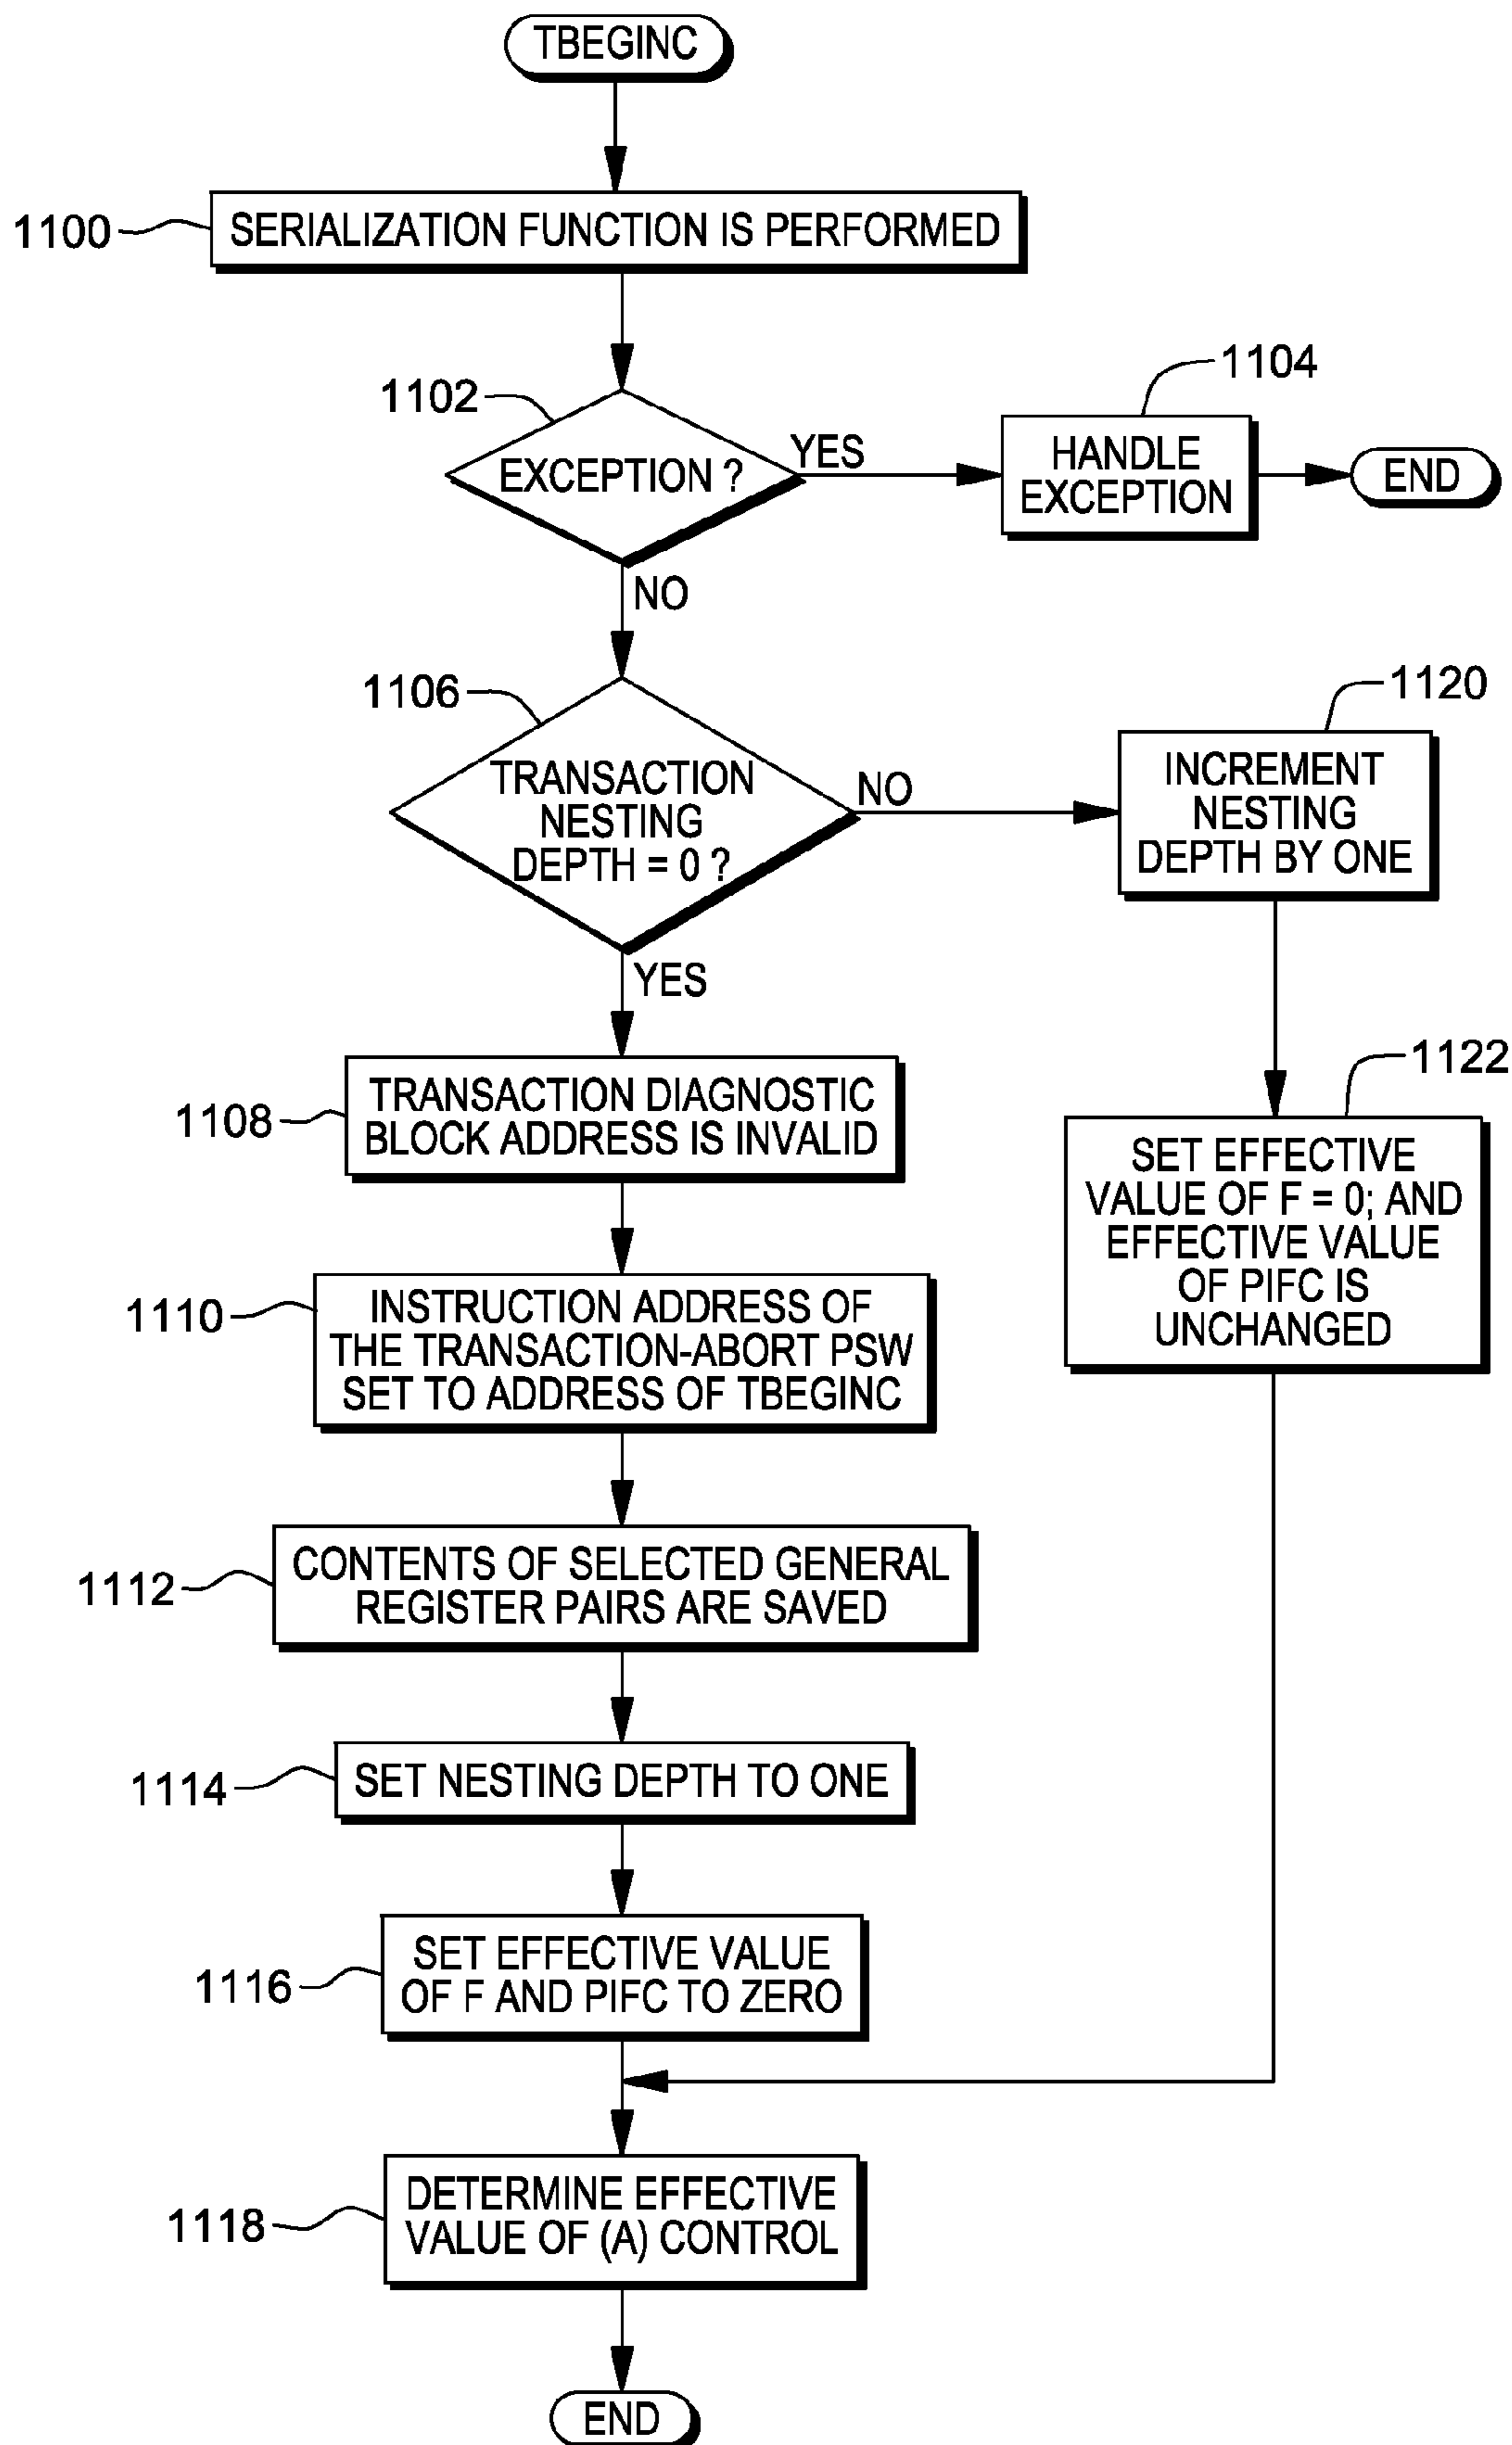 TBEGINC
1100
SERIALIZATION FUNCTION IS PERFORMED
1102
EXCEPTION ?
YES
1104
HANDLE
EXCEPTION
END
NO
1106
TRANSACTION
NESTING
DEPTH = 0 ?
NO
1120
INCREMENT
NESTING
DEPTH BY ONE
YES
1108
TRANSACTION DIAGNOSTIC
BLOCK ADDRESS IS INVALID
1122
SET EFFECTIVE
VALUE OF F = 0; AND
EFFECTIVE VALUE
OF PIFC IS
UNCHANGED
1110
INSTRUCTION ADDRESS OF
THE TRANSACTION-ABORT PSW
SET TO ADDRESS OF TBEGINC
1112
CONTENTS OF SELECTED GENERAL
REGISTER PAIRS ARE SAVED
1114
SET NESTING DEPTH TO ONE
1116
SET EFFECTIVE VALUE
OF F AND PIFC TO ZERO
1118
DETERMINE EFFECTIVE
VALUE OF (A) CONTROL
END